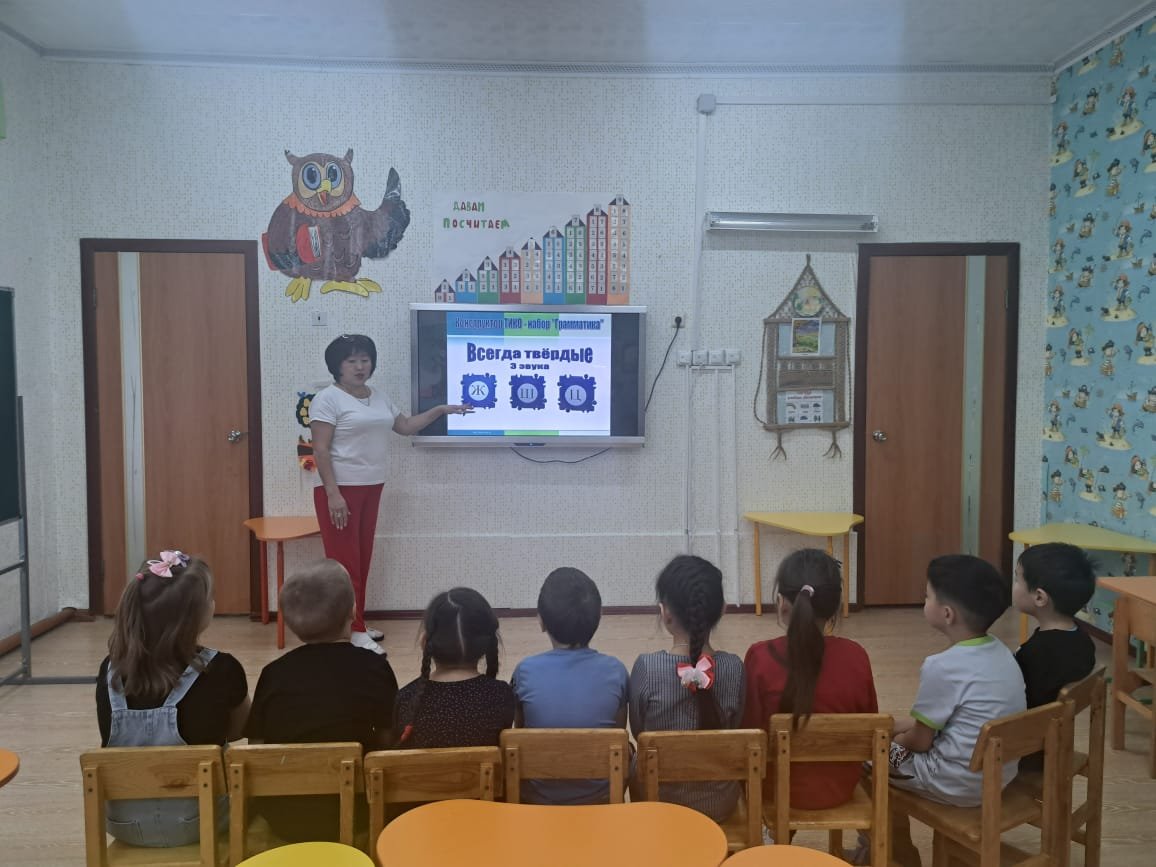 ДАВАЙ
ПОСЧИТАЕМ
Конструктор ТИКО - набор "Грамматика"
Всегда твёрдые
3 звука
Ж Ш Ц